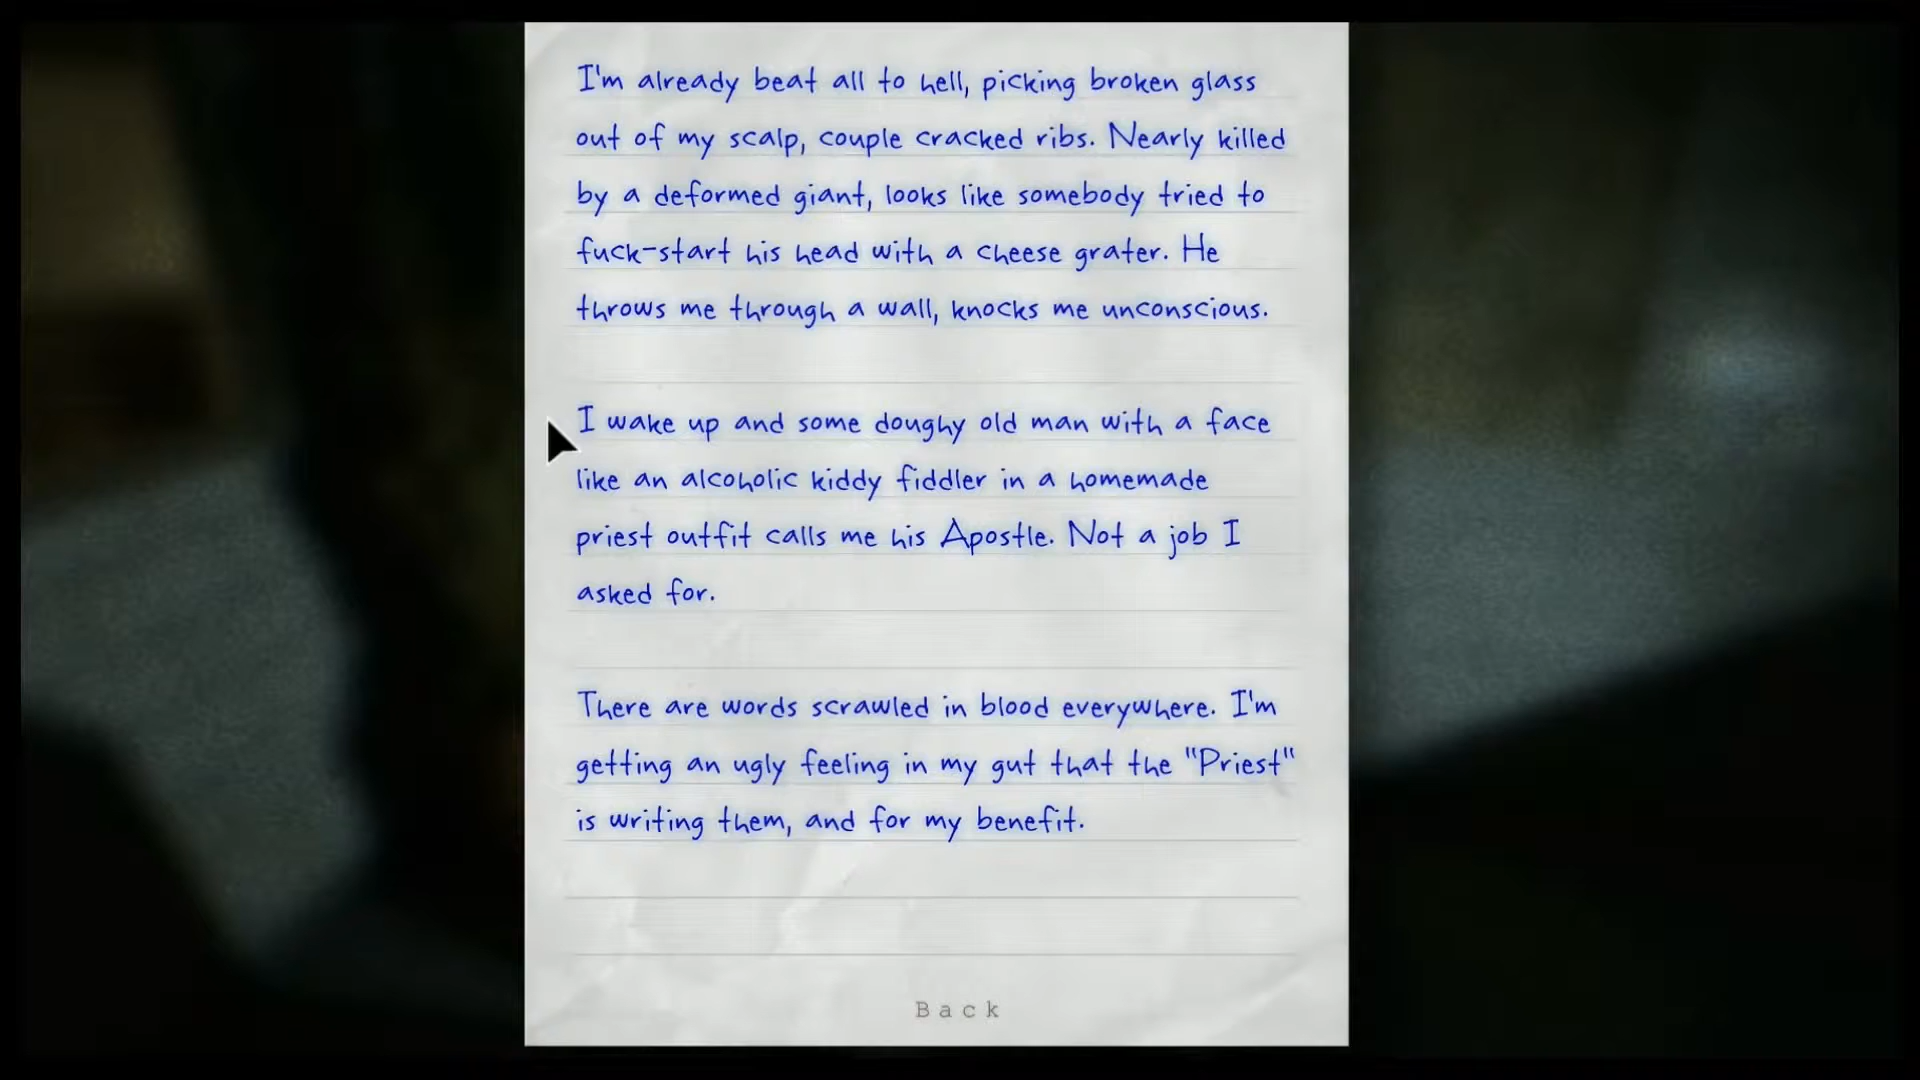 I'm already beat all to hell, picking broken glass
out of my scalp, couple cracked ribs. Nearly killed
by a deformed giant, looks like somebody tried to
fuck-start his head with a cheese grater. He
throws me through a wall, knocks me unconscious.
I wake up and some doughy old man with a face
like an alcoholic kiddy fiddler in a homemade
priest outfit calls me his Apostle. Not a job I
asked for.
There are words scrawled in blood everywhere. I'm
getting an ugly feeling in my gut that the "Priest"
is writing them, and for my benefit.
Back